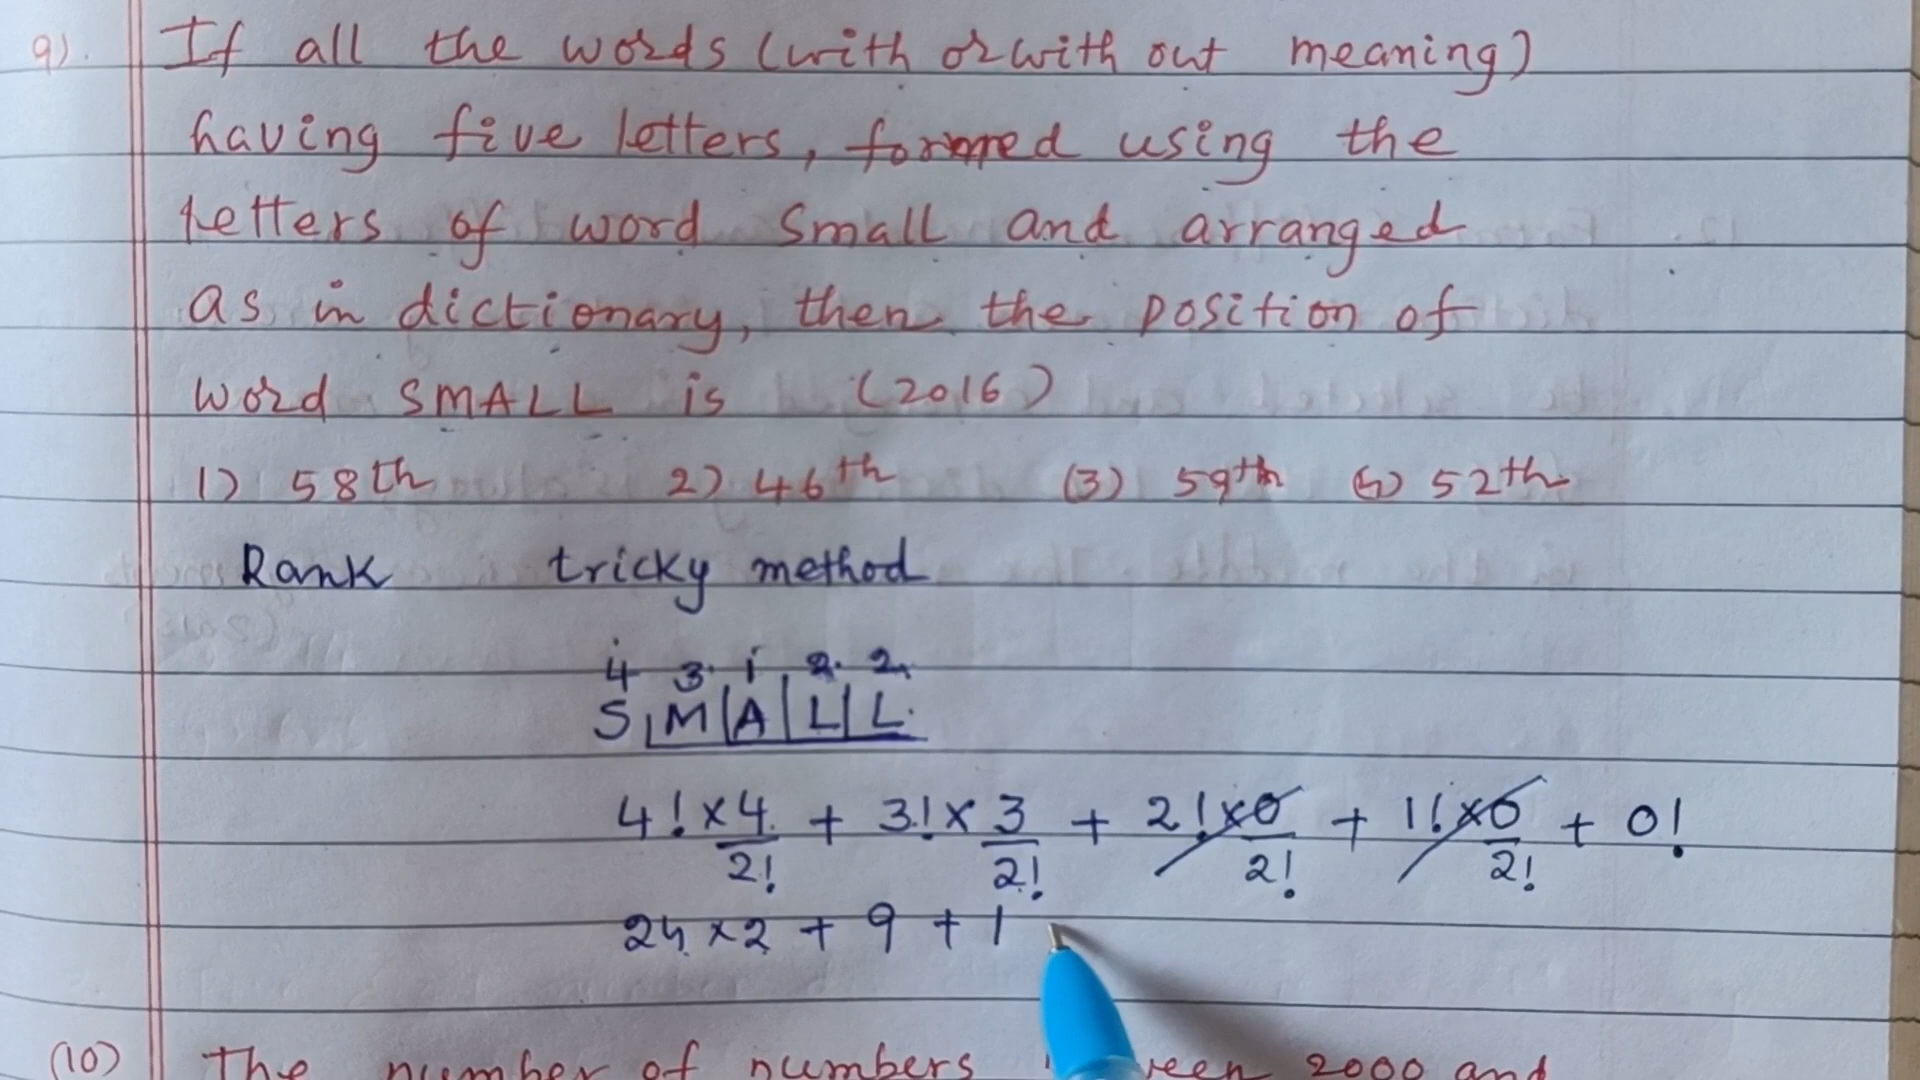 9). If all the words (with or with out meaning)
having five letters, formed using the
letters of word small and arranged
as in dictionary, then the position of
word SMALL is (2016)
1) 58th 2) 46th (3) 59th (4) 52th
Rank tricky method
4 3 1 2 2
S M A L L
4! × 4/2! + 3! × 3/2! + 2! × 0/2! + 1! × 0/2! + 0!
24 × 2 + 9 + 1
(10) The number of numbers 2000 and